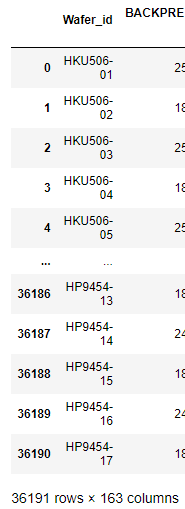 Wafer_id BACKPRE
0 HKU506-
01 25
1 HKU506-
02 18
2 HKU506-
03 25
3 HKU506-
04 18
4 HKU506-
05 25
... ...
36186 HP9454-
13 18
36187 HP9454-
14 24
36188 HP9454-
15 18
36189 HP9454-
16 24
36190 HP9454-
17 18
36191 rows × 163 columns